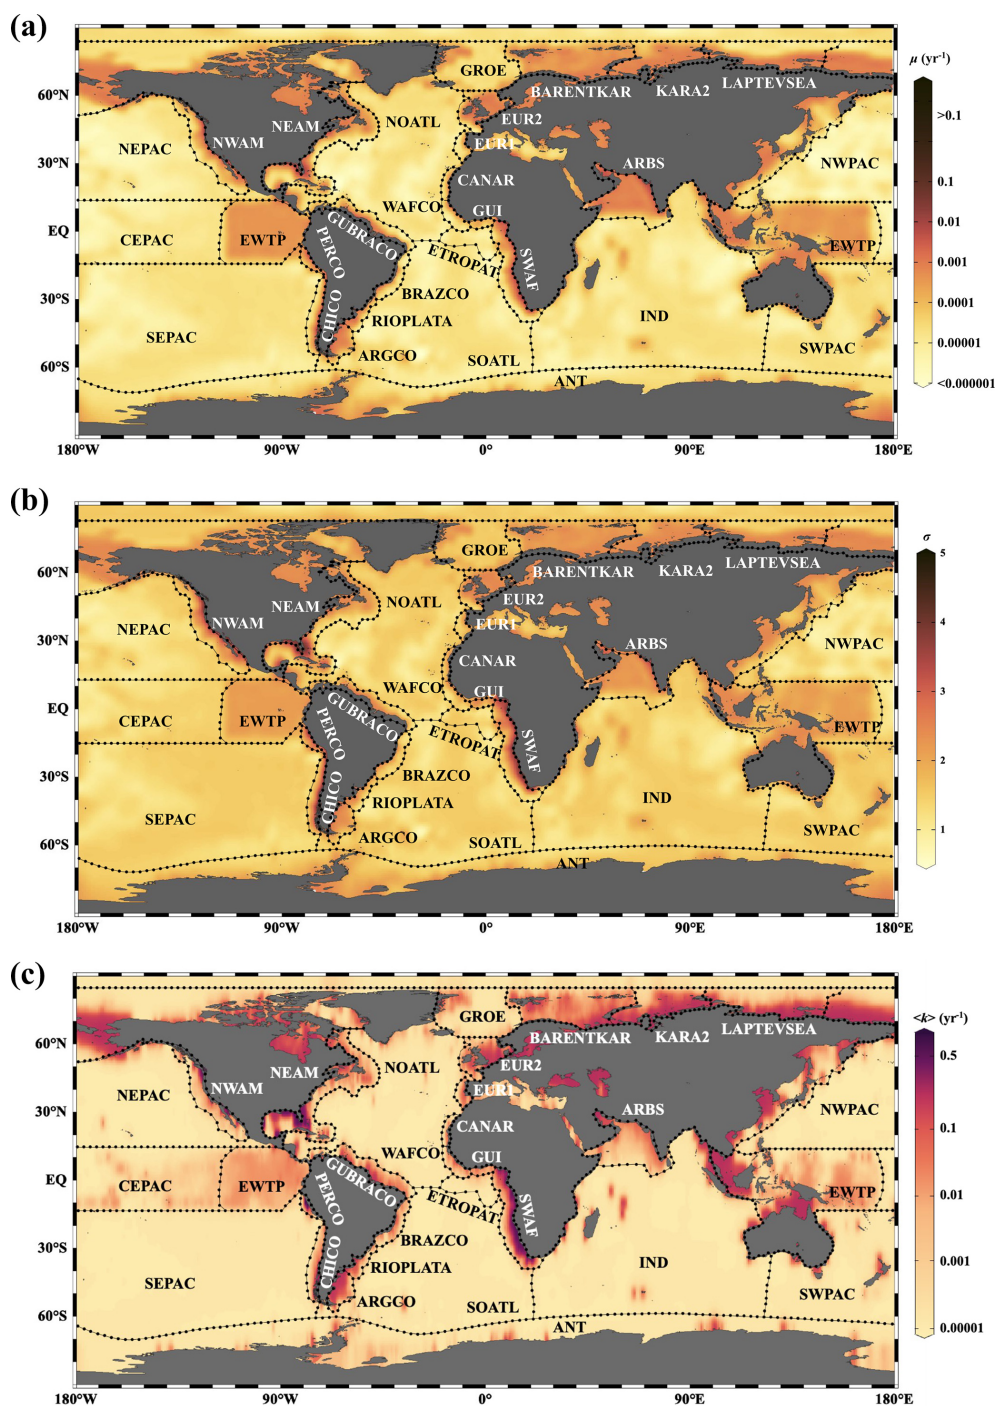 (a)
μ (yr⁻¹)
>0.1
0.1
0.01
0.001
0.0001
0.00001
<0.000001
60°N
30°N
EQ
30°S
60°S
180°W
90°W
0°
90°E
180°E
GROE
BARENTKAR
KARA2
LAPTEVSEA
NEAM
NOATL
EUR2
NEPAC
NWAM
EUR1
ARBS
NWPAC
CANAR
WAFCO
GUI
CEPAC
EWTP
PERCO
GUBRACO
ETROPAT
SWAF
EWTP
BRAZCO
CHICO
RIOPLATA
IND
SEPAC
ARGCO
SOATL
SWPAC
ANT
(b)
σ
5
4
3
2
1
60°N
30°N
EQ
30°S
60°S
180°W
90°W
0°
90°E
180°E
GROE
BARENTKAR
KARA2
LAPTEVSEA
NEAM
NOATL
EUR2
NEPAC
NWAM
EUR1
ARBS
NWPAC
CANAR
WAFCO
GUI
CEPAC
EWTP
PERCO
GUBRACO
ETROPAT
SWAF
EWTP
BRAZCO
CHICO
RIOPLATA
IND
SEPAC
ARGCO
SOATL
SWPAC
ANT
(c)
<k> (yr⁻¹)
0.5
0.1
0.01
0.001
0.00001
60°N
30°N
EQ
30°S
60°S
180°W
90°W
0°
90°E
180°E
GROE
BARENTKAR
KARA2
LAPTEVSEA
NEAM
NOATL
EUR2
NEPAC
NWAM
EUR1
ARBS
NWPAC
CANAR
WAFCO
GUI
CEPAC
EWTP
PERCO
GUBRACO
ETROPAT
SWAF
EWTP
BRAZCO
CHICO
RIOPLATA
IND
SEPAC
ARGCO
SOATL
SWPAC
ANT